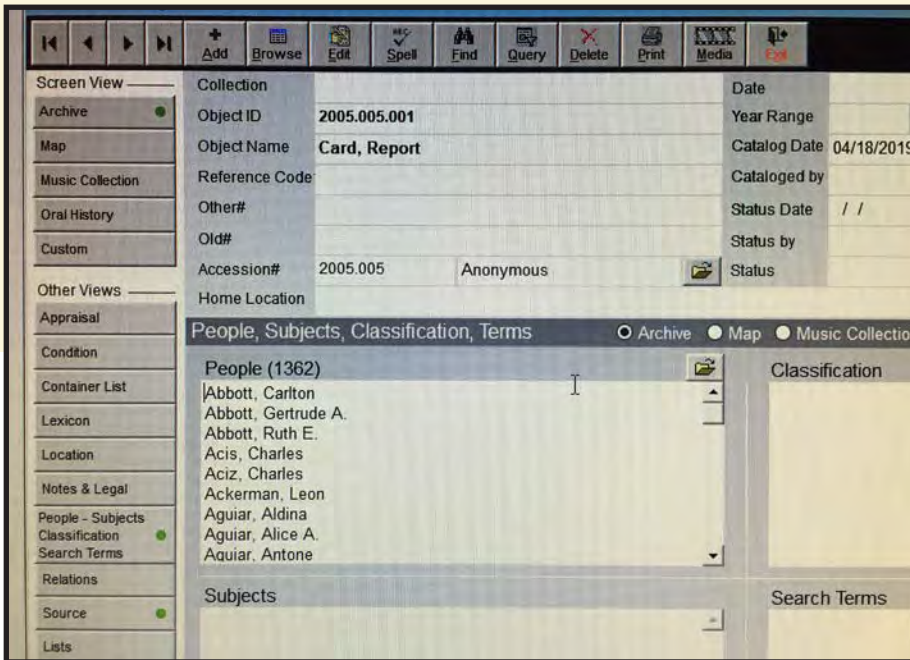 Add Browse Edit Spell Find Query Delete Print Media Exit
Screen View
Archive
Map
Music Collection
Oral History
Custom
Other Views
Appraisal
Condition
Container List
Lexicon
Location
Notes & Legal
People - Subjects
Classification
Search Terms
Relations
Source
Lists
Collection
Object ID 2005.005.001
Object Name Card, Report
Reference Code
Other#
Old#
Accession# 2005.005 Anonymous
Home Location
Date
Year Range
Catalog Date 04/18/2019
Cataloged by
Status Date / /
Status by
Status
People, Subjects, Classification, Terms Archive Map Music Collectio
People (1362)
Abbott, Carlton
Abbott, Gertrude A.
Abbott, Ruth E.
Acis, Charles
Aciz, Charles
Ackerman, Leon
Aguiar, Aldina
Aguiar, Alice A.
Aguiar, Antone
Classification
Subjects
Search Terms